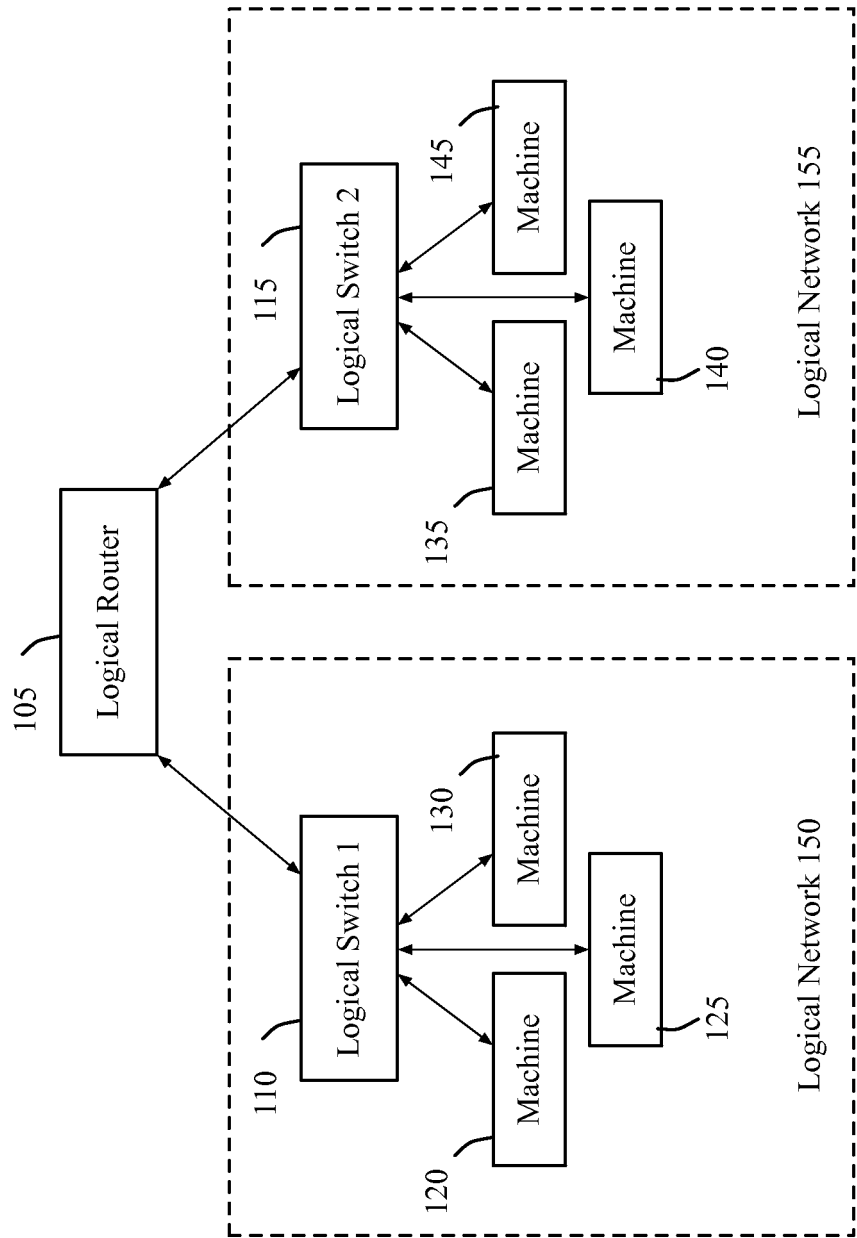 105
Logical Router
110
Logical Switch 1
115
Logical Switch 2
120
Machine
130
Machine
125
Machine
135
Machine
145
Machine
140
Machine
Logical Network 150
Logical Network 155